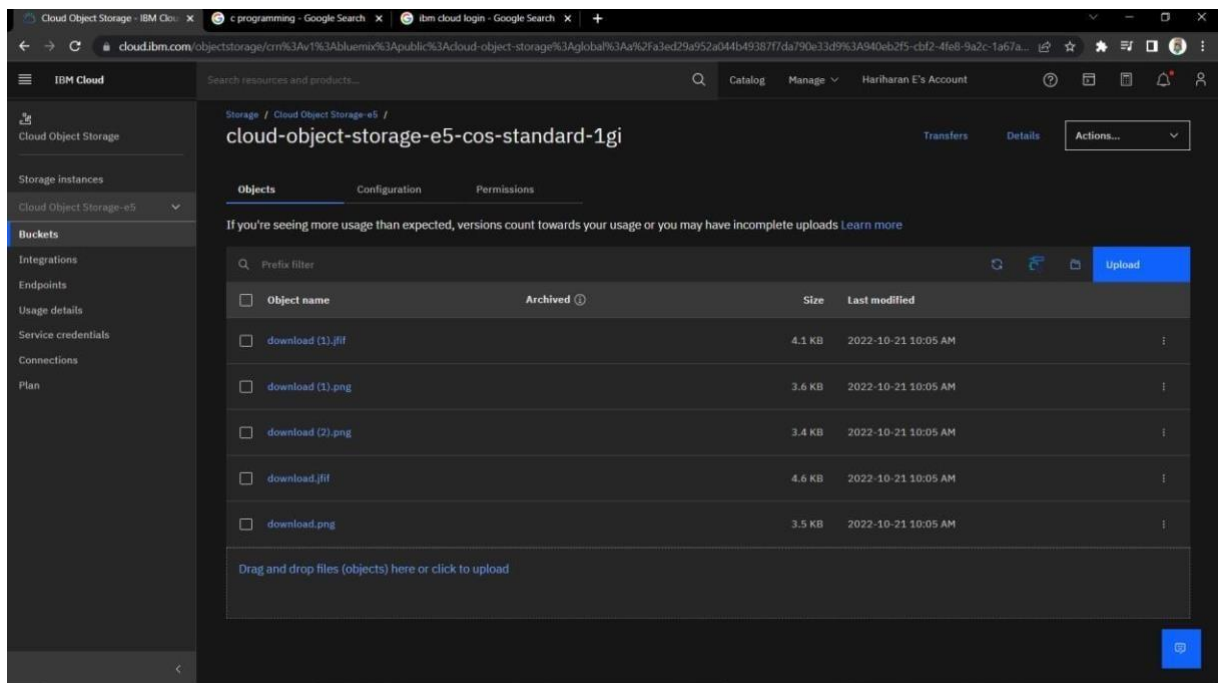 Cloud Object Storage - IBM Clou
c programming - Google Search
ibm cloud login - Google Search
cloud.ibm.com/objectstorage/crn%3Av1%3Abluemix%3Apublic%3Acloud-object-storage%3Aglobal%3Aa%2Fa3ed29a952a044b49387f7da790e33d9%3A940eb2f5-cbf2-4fe8-9a2c-1a67a...
IBM Cloud
Search resources and products...
Catalog
Manage
Hariharan E's Account
Cloud Object Storage
Storage instances
Cloud Object Storage-e5
Buckets
Integrations
Endpoints
Usage details
Service credentials
Connections
Plan
Storage / Cloud Object Storage-e5 /
cloud-object-storage-e5-cos-standard-1gi
Transfers
Details
Actions...
Objects
Configuration
Permissions
If you're seeing more usage than expected, versions count towards your usage or you may have incomplete uploads Learn more
Prefix filter
Upload
Object name Archived Size Last modified
download (1).jfif 4.1 KB 2022-10-21 10:05 AM
download (1).png 3.6 KB 2022-10-21 10:05 AM
download (2).png 3.4 KB 2022-10-21 10:05 AM
download.jfif 4.6 KB 2022-10-21 10:05 AM
download.png 3.5 KB 2022-10-21 10:05 AM
Drag and drop files (objects) here or click to upload